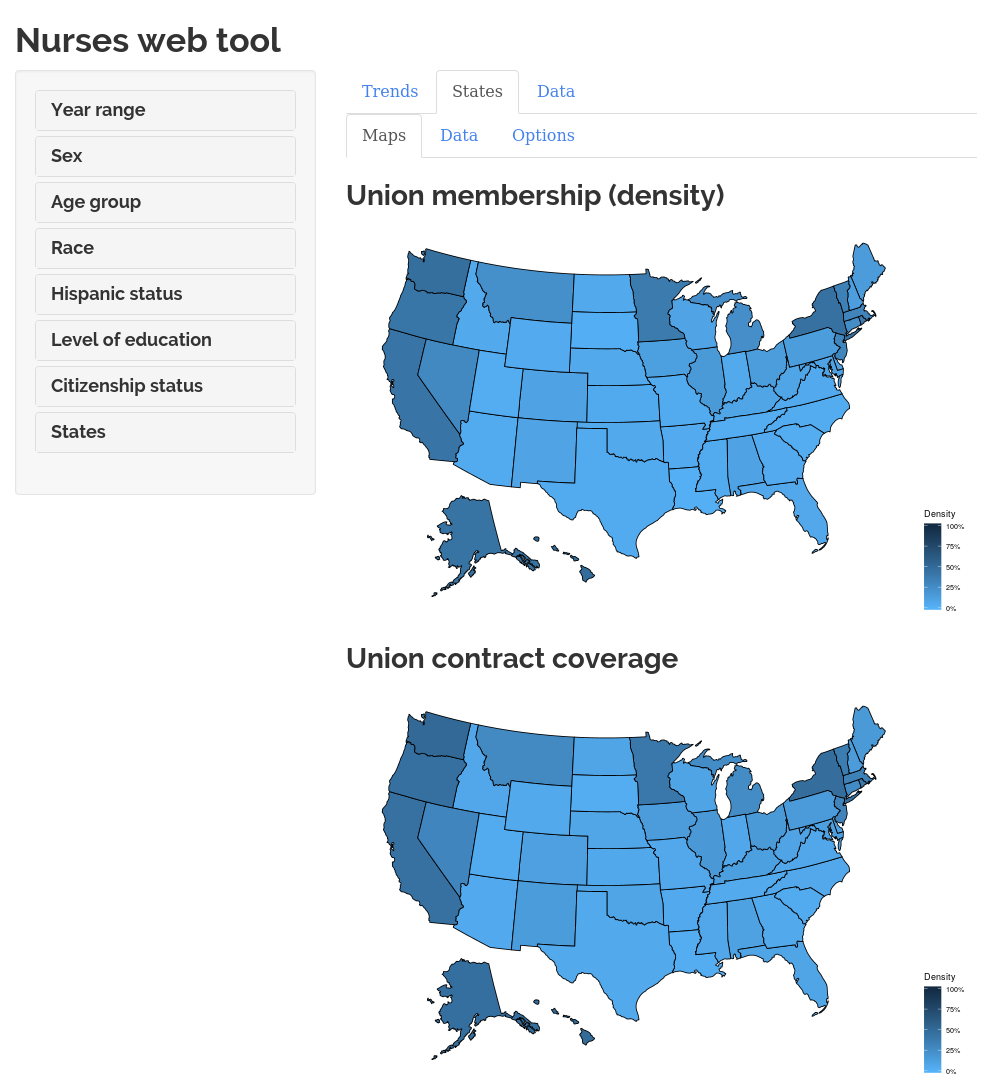 Nurses web tool
Year range
Sex
Age group
Race
Hispanic status
Level of education
Citizenship status
States
Trends States Data
Maps Data Options
Union membership (density)
Density
100%
75%
50%
25%
0%
Union contract coverage
Density
100%
75%
50%
25%
0%